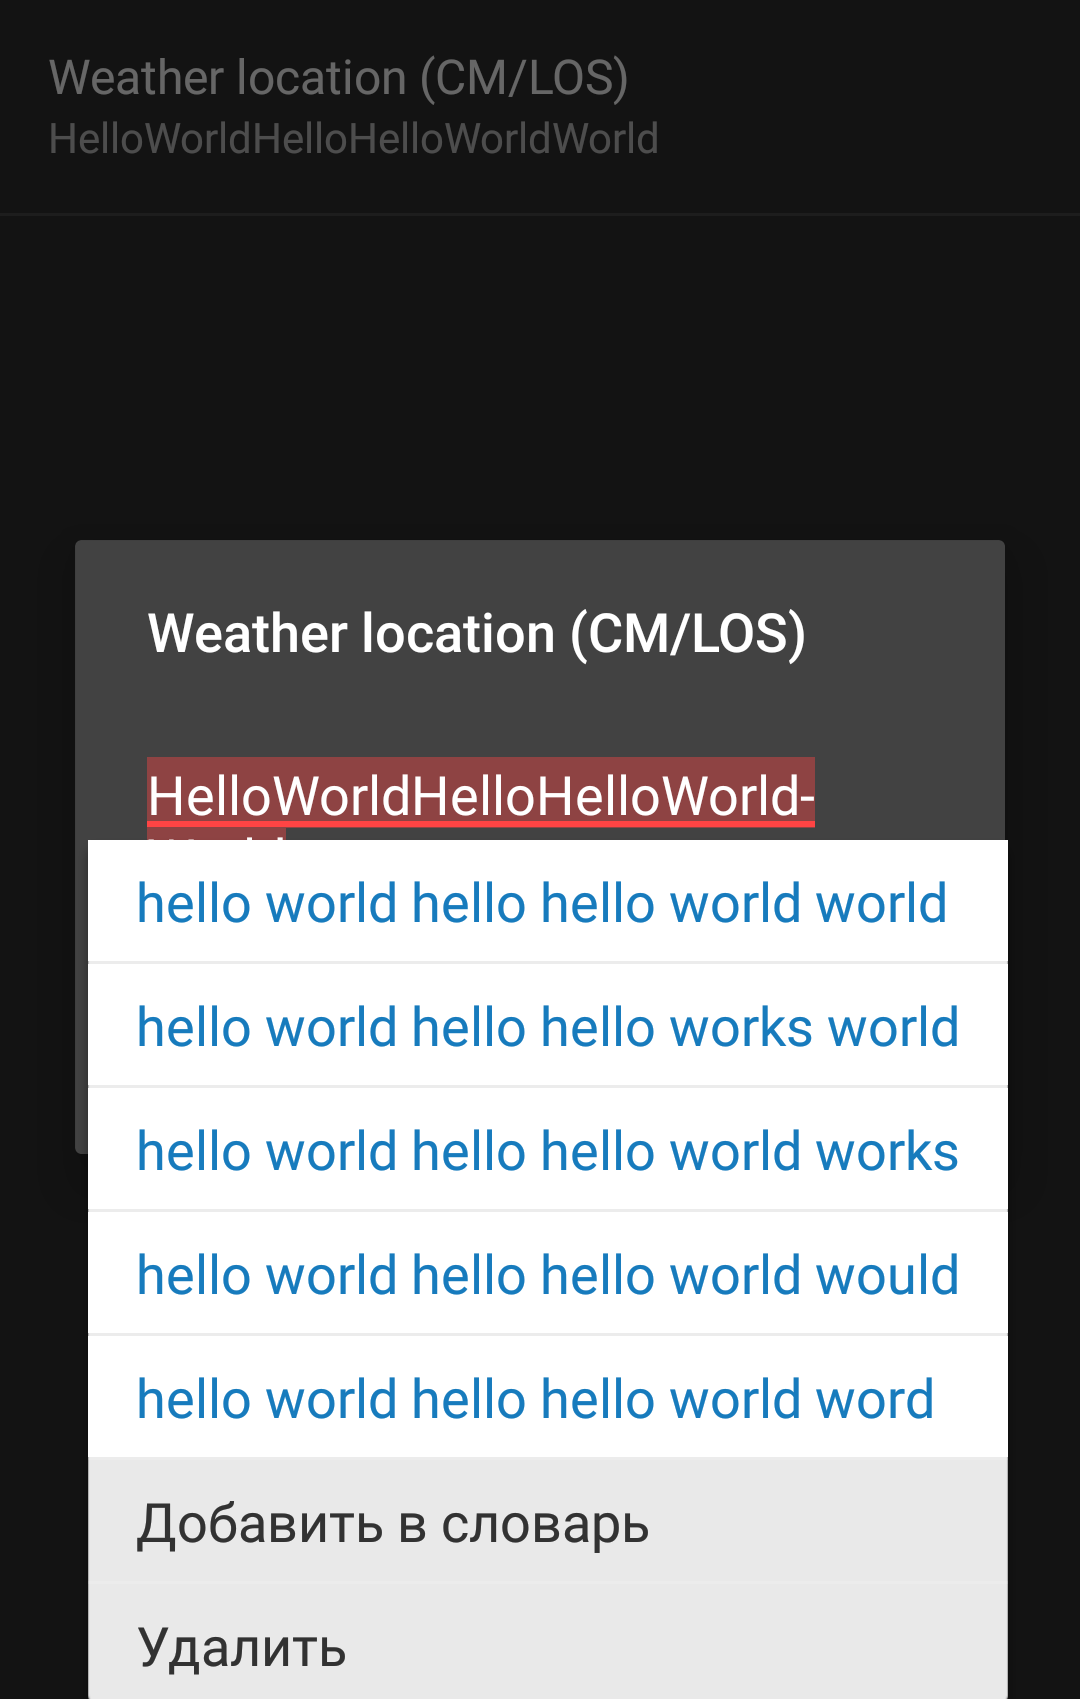 Weather location (CM/LOS)
HelloWorldHelloHelloWorldWorld
Weather location (CM/LOS)
HelloWorldHelloHelloWorld-
hello world hello hello world world
hello world hello hello works world
hello world hello hello world works
hello world hello hello world would
hello world hello hello world word
Добавить в словарь
Удалить